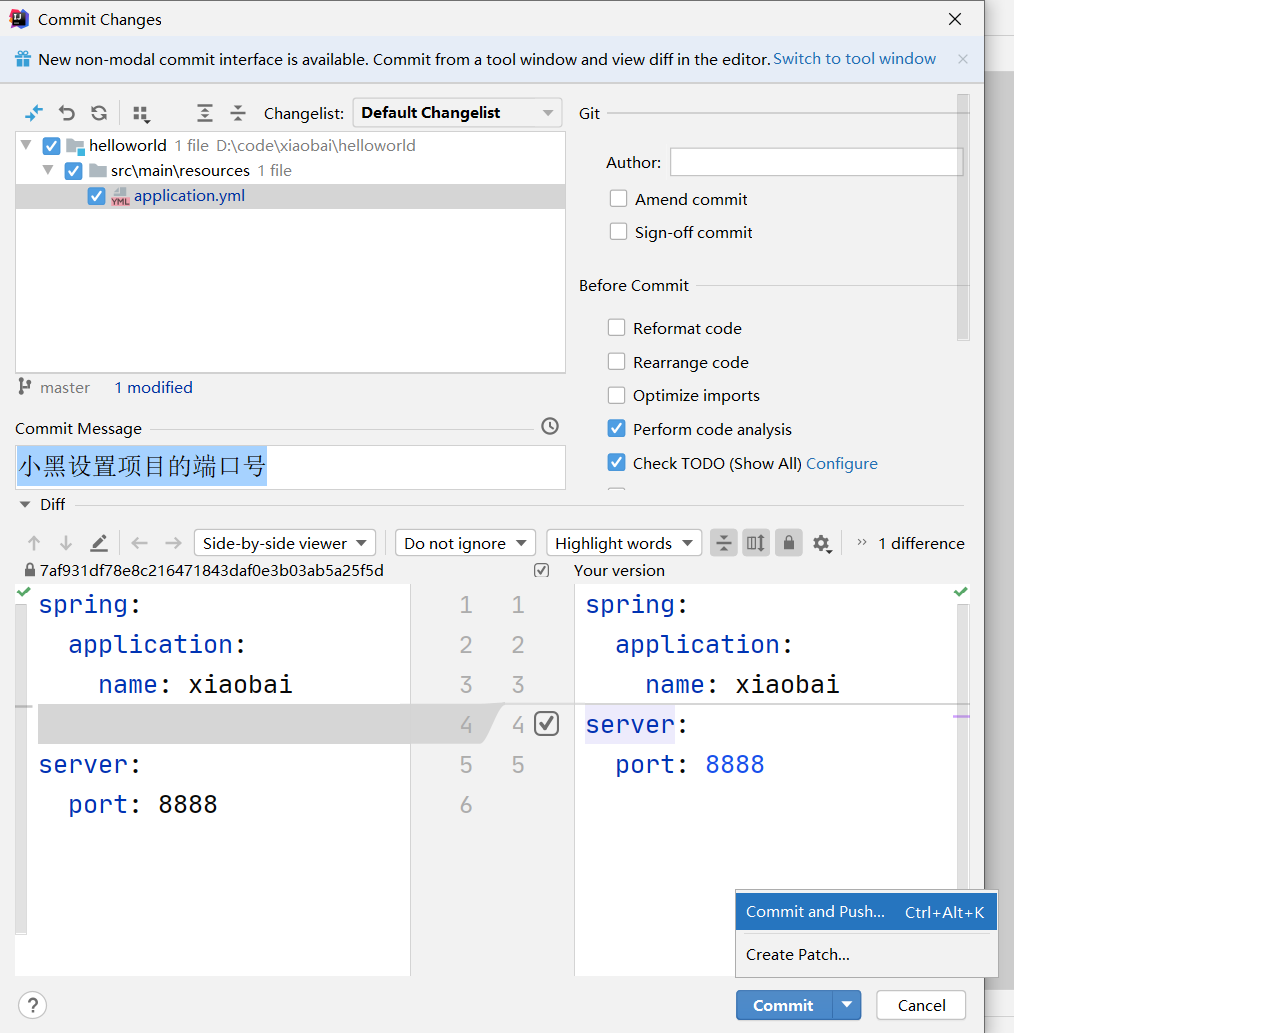 Commit Changes
New non-modal commit interface is available. Commit from a tool window and view diff in the editor. Switch to tool window
Changelist: Default Changelist
helloworld 1 file D:\code\xiaobai\helloworld
src\main\resources 1 file
YML application.yml
master 1 modified
Git
Author:
Amend commit
Sign-off commit
Before Commit
Reformat code
Rearrange code
Optimize imports
Perform code analysis
Check TODO (Show All) Configure
Commit Message
小黑设置项目的端口号
Diff
Side-by-side viewer Do not ignore Highlight words 1 difference
7af931df78e8c216471843daf0e3b03ab5a25f5d Your version
spring: 1 1 spring:
application: 2 2 application:
name: xiaobai 3 3 name: xiaobai
4 4 server:
server: 5 5 port: 8888
port: 8888 6
Commit and Push... Ctrl+Alt+K
Create Patch...
? Commit Cancel